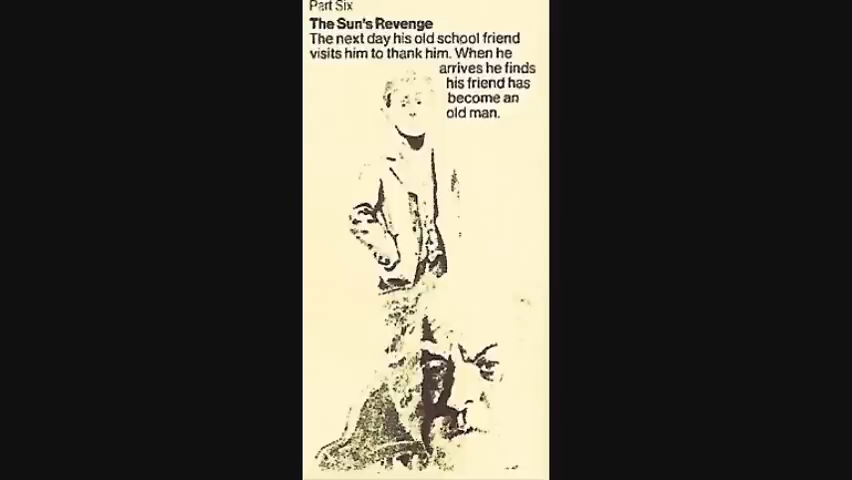 Part Six
The Sun's Revenge
The next day his old school friend
visits him to thank him. When he
arrives he finds
his friend has
become an
old man.